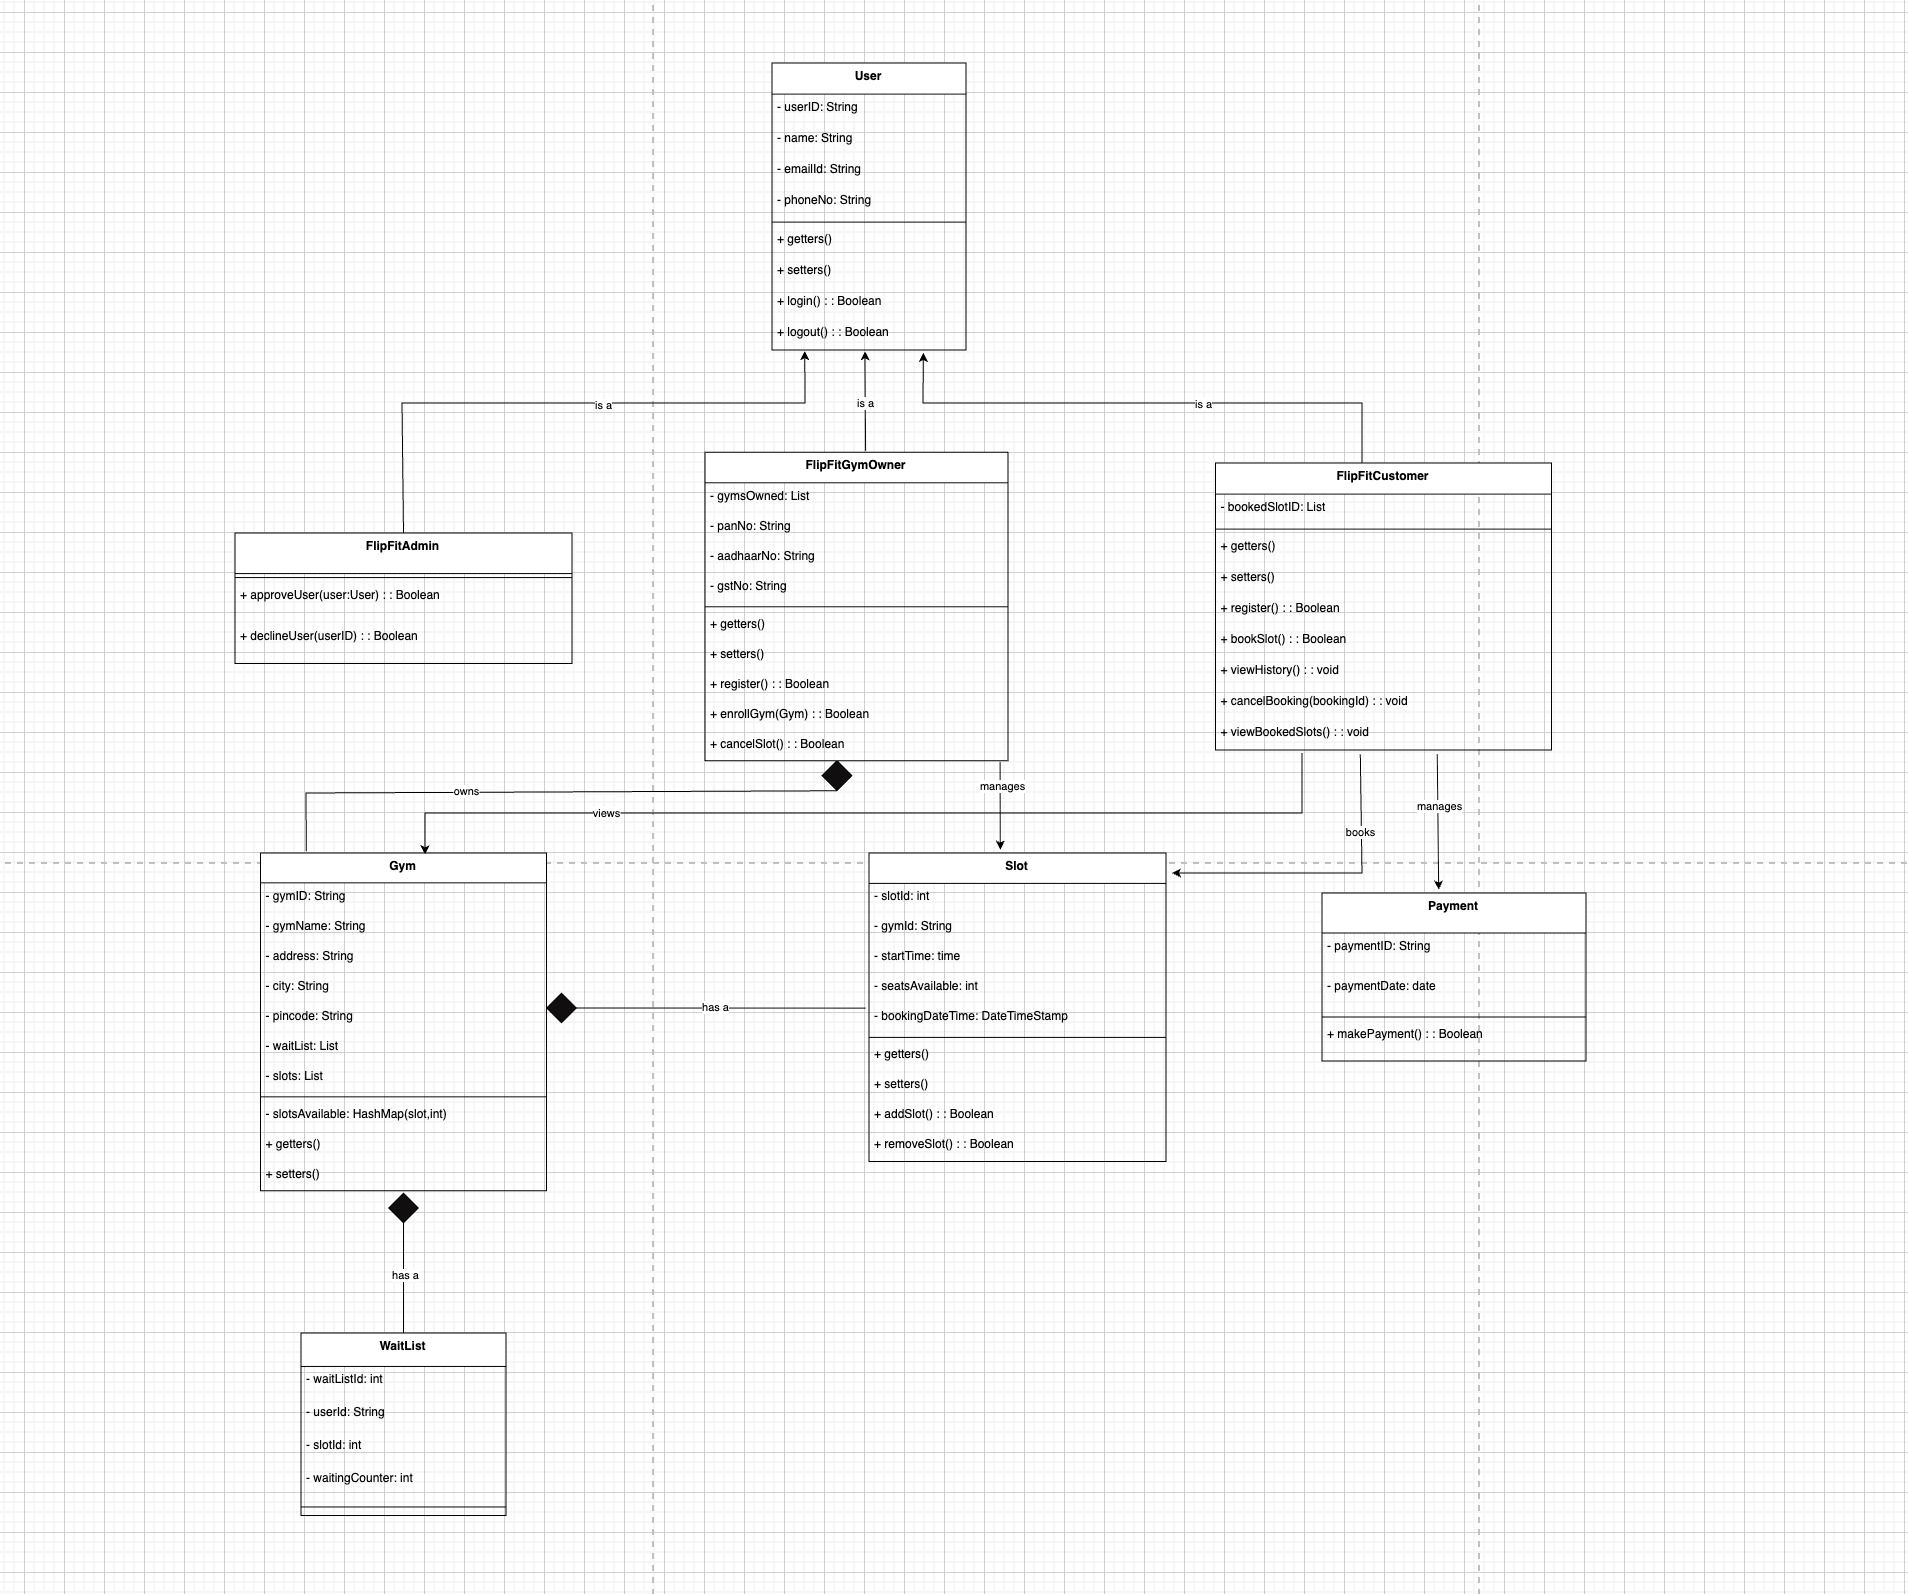 User
- userID: String
- name: String
- emailId: String
- phoneNo: String
+ getters()
+ setters()
+ login() : : Boolean
+ logout() : : Boolean
is a
is a
is a
FlipFitAdmin
+ approveUser(user:User) : : Boolean
+ declineUser(userID) : : Boolean
FlipFitGymOwner
- gymsOwned: List
- panNo: String
- aadhaarNo: String
- gstNo: String
+ getters()
+ setters()
+ register() : : Boolean
+ enrollGym(Gym) : : Boolean
+ cancelSlot() : : Boolean
FlipFitCustomer
- bookedSlotID: List
+ getters()
+ setters()
+ register() : : Boolean
+ bookSlot() : : Boolean
+ viewHistory() : : void
+ cancelBooking(bookingId) : : void
+ viewBookedSlots() : : void
owns
views
manages
books
manages
Gym
- gymID: String
- gymName: String
- address: String
- city: String
- pincode: String
- waitList: List
- slots: List
- slotsAvailable: HashMap(slot,int)
+ getters()
+ setters()
has a
Slot
- slotId: int
- gymId: String
- startTime: time
- seatsAvailable: int
- bookingDateTime: DateTimeStamp
+ getters()
+ setters()
+ addSlot() : : Boolean
+ removeSlot() : : Boolean
Payment
- paymentID: String
- paymentDate: date
+ makePayment() : : Boolean
has a
WaitList
- waitListId: int
- userId: String
- slotId: int
- waitingCounter: int